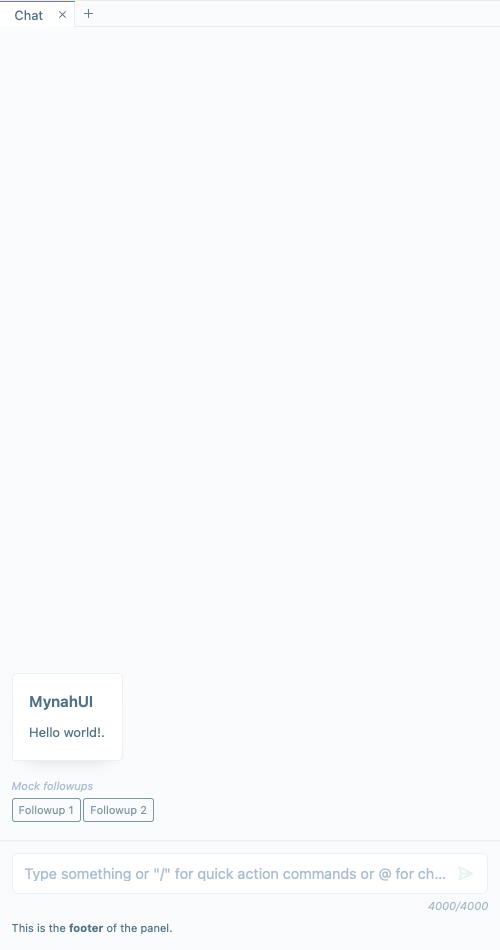 Chat
MynahUI
Hello world!.
Mock followups
Followup 1 Followup 2
Type something or "/" for quick action commands or @ for ch...
4000/4000
This is the footer of the panel.